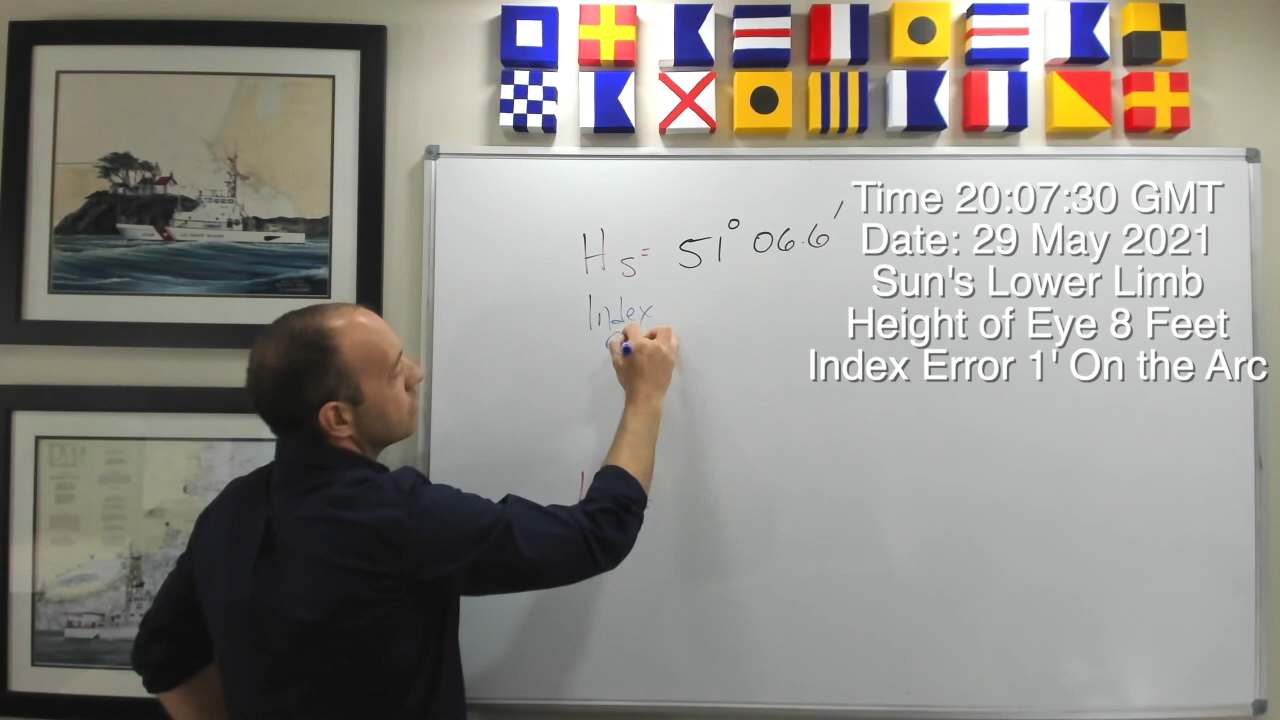 Hs= 51° 06.6'
Index
Time 20:07:30 GMT
Date: 29 May 2021
Sun's Lower Limb
Height of Eye 8 Feet
Index Error 1' On the Arc